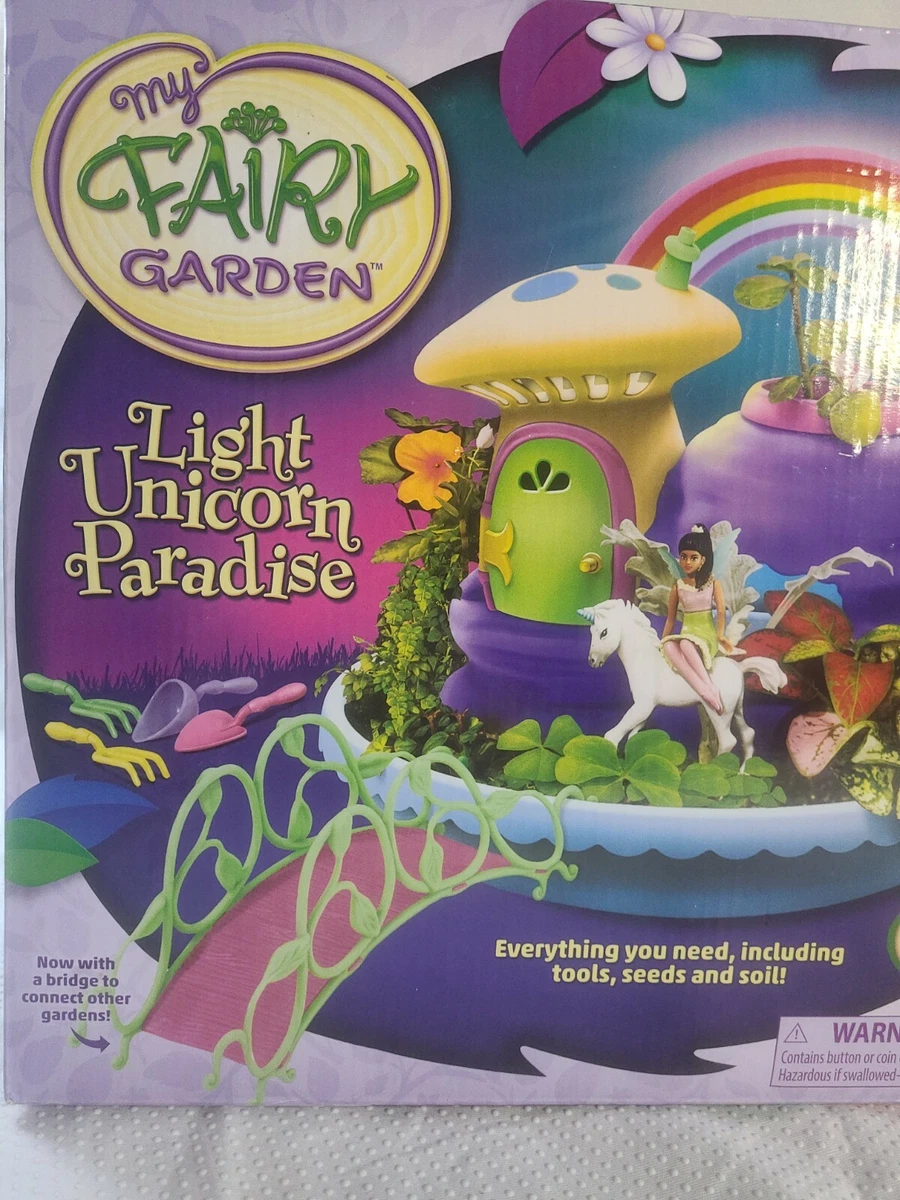 my
FAIRY
GARDEN™
Light
Unicorn
Paradise
Now with
a bridge to
connect other
gardens!
Everything you need, including
tools, seeds and soil!
Contains button or coin
Hazardous if swallowed-